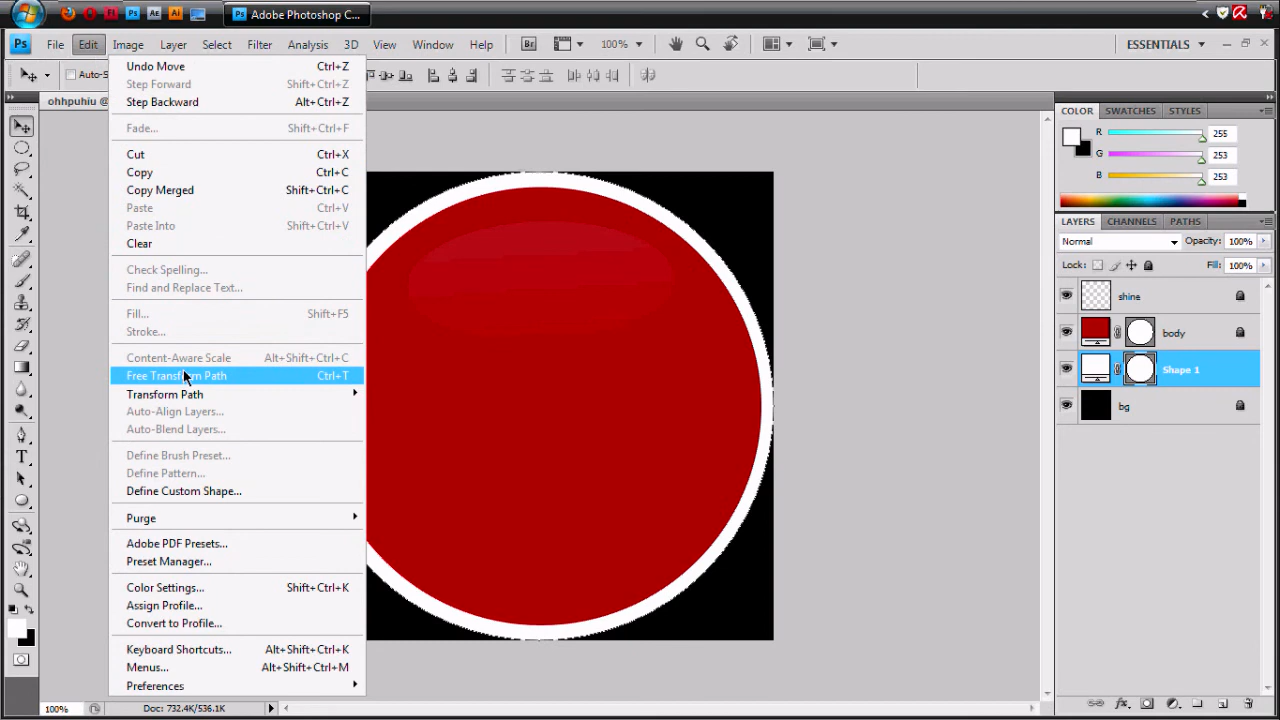 Ps Ae Ai Ps Adobe Photoshop C...
Ps File Edit Image Layer Select Filter Analysis 3D View Window Help Br 100% ESSENTIALS
Auto-S
ohhpuhiu @
Undo Move Ctrl+Z
Step Forward Shift+Ctrl+Z
Step Backward Alt+Ctrl+Z
Fade... Shift+Ctrl+F
Cut Ctrl+X
Copy Ctrl+C
Copy Merged Shift+Ctrl+C
Paste Ctrl+V
Paste Into Shift+Ctrl+V
Clear
Check Spelling...
Find and Replace Text...
Fill... Shift+F5
Stroke...
Content-Aware Scale Alt+Shift+Ctrl+C
Free Transform Path Ctrl+T
Transform Path
Auto-Align Layers...
Auto-Blend Layers...
Define Brush Preset...
Define Pattern...
Define Custom Shape...
Purge
Adobe PDF Presets...
Preset Manager...
Color Settings... Shift+Ctrl+K
Assign Profile...
Convert to Profile...
Keyboard Shortcuts... Alt+Shift+Ctrl+K
Menus... Alt+Shift+Ctrl+M
Preferences
COLOR SWATCHES STYLES
R 255
G 253
B 253
LAYERS CHANNELS PATHS
Normal Opacity: 100%
Lock: Fill: 100%
shine
body
Shape 1
bg
T
100% Doc: 732.4K/536.1K